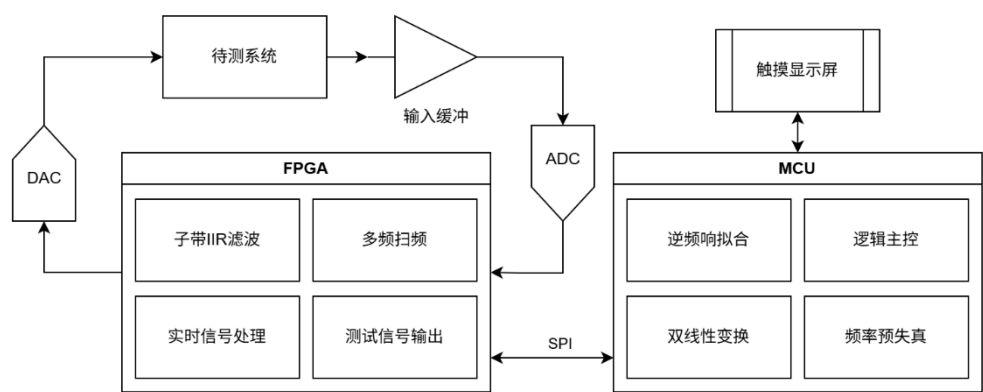 待测系统
输入缓冲
触摸显示屏
DAC
ADC
FPGA
子带IIR滤波
多频扫频
实时信号处理
测试信号输出
SPI
MCU
逆频响拟合
逻辑主控
双线性变换
频率预失真